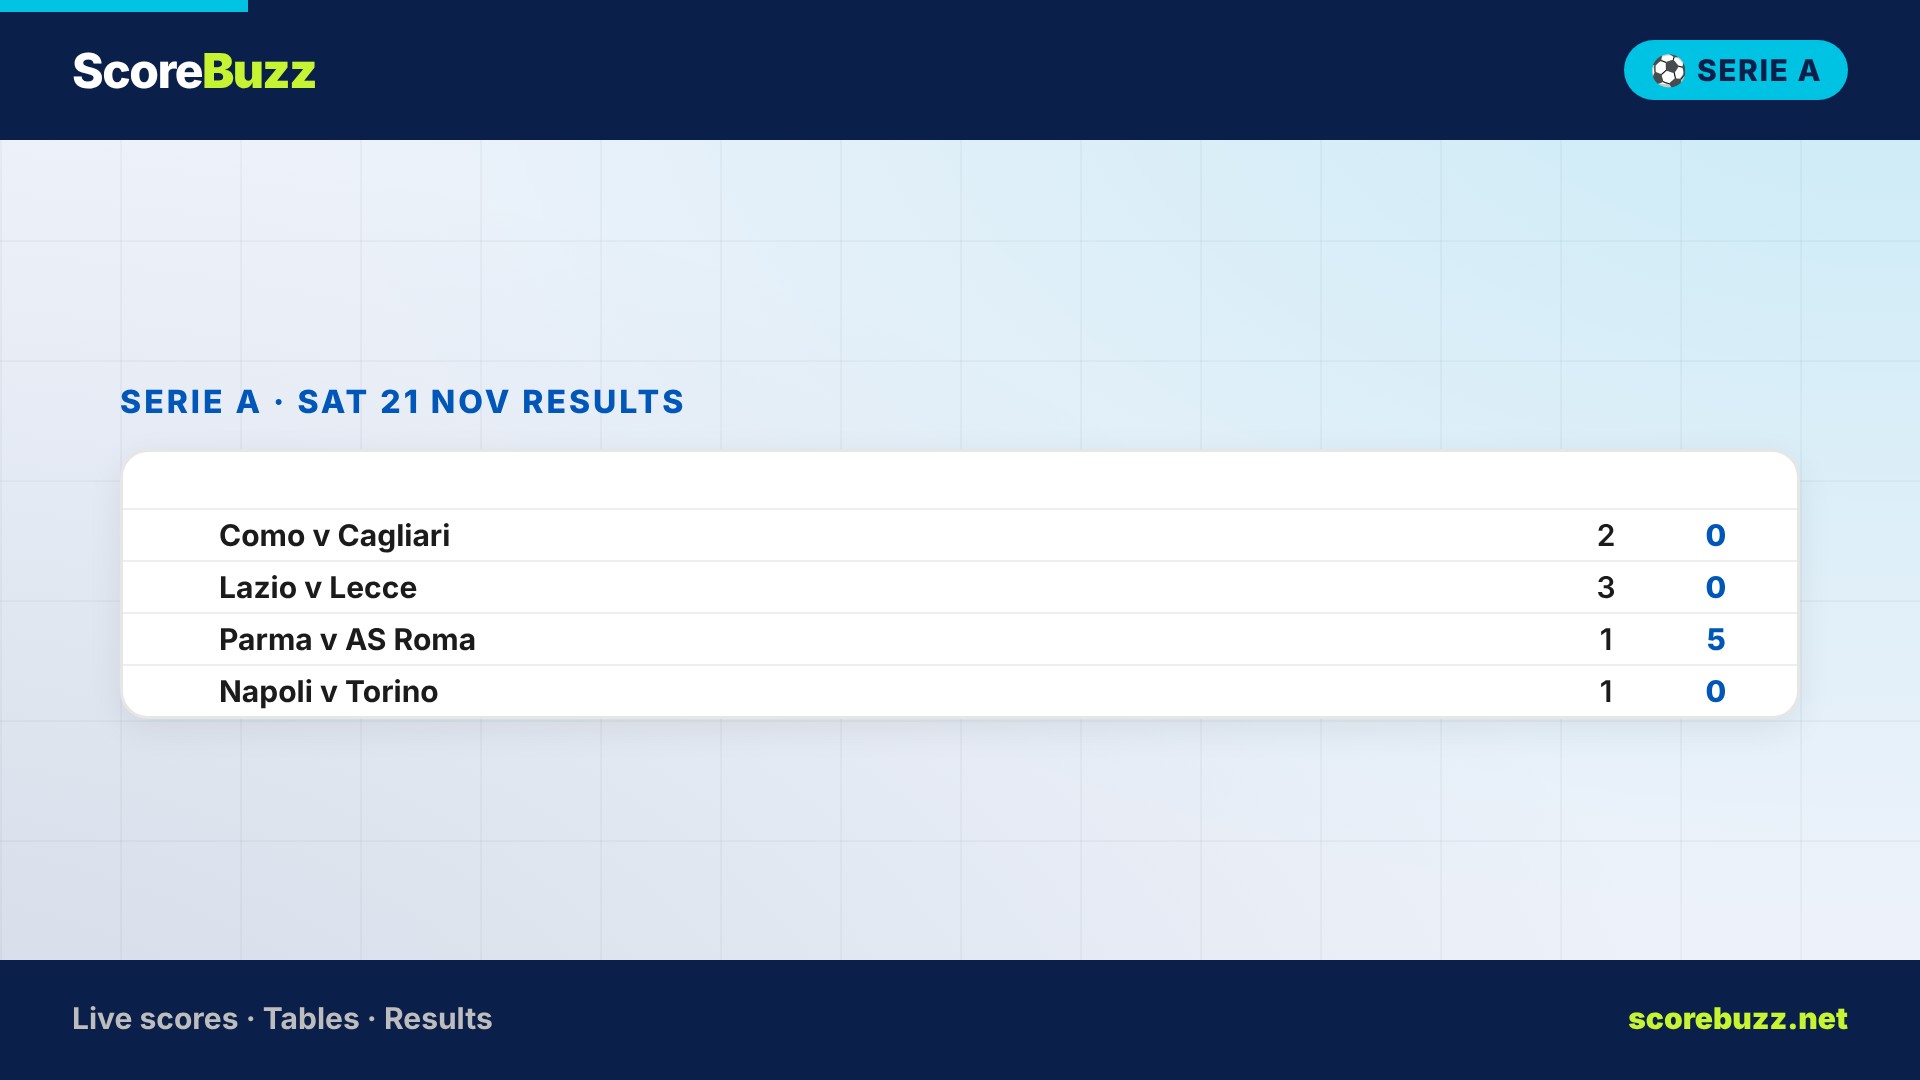 ScoreBuzz
⚽ SERIE A
SERIE A · SAT 21 NOV RESULTS
Como v Cagliari 2 0
Lazio v Lecce 3 0
Parma v AS Roma 1 5
Napoli v Torino 1 0
Live scores · Tables · Results
scorebuzz.net